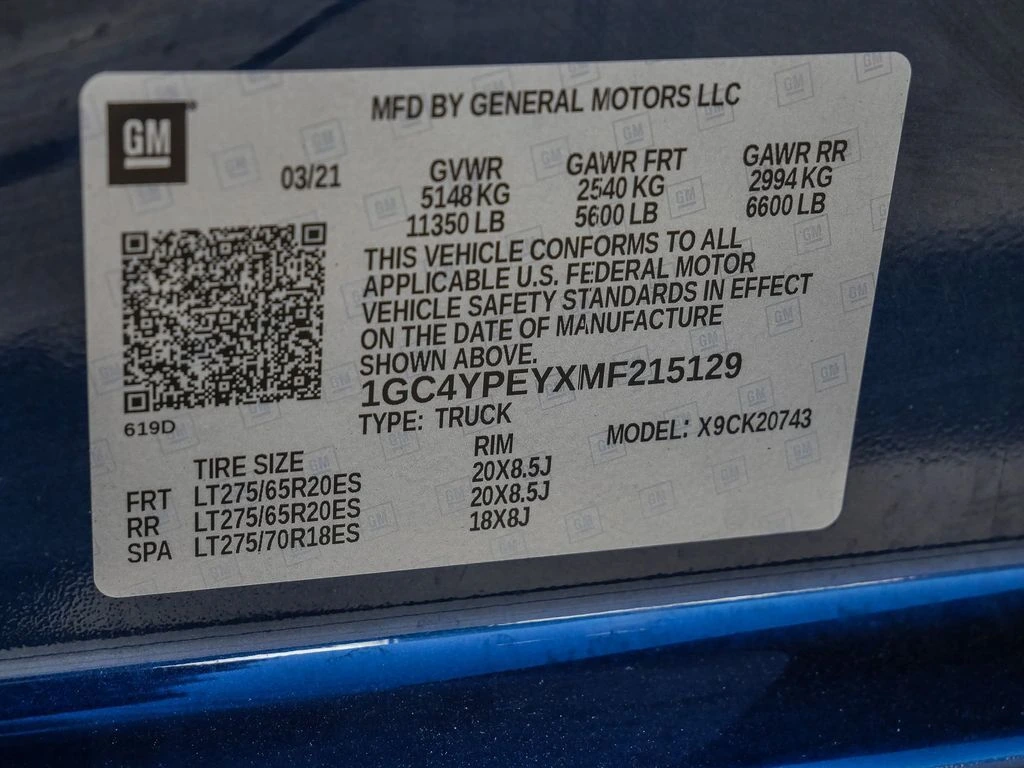 GM
MFD BY GENERAL MOTORS LLC
03/21
GVWR GAWR FRT GAWR RR
5148 KG 2540 KG 2994 KG
11350 LB 5600 LB 6600 LB
THIS VEHICLE CONFORMS TO ALL
APPLICABLE U.S. FEDERAL MOTOR
VEHICLE SAFETY STANDARDS IN EFFECT
ON THE DATE OF MANUFACTURE
SHOWN ABOVE.
1GC4YPEYXMF215129
TYPE: TRUCK
MODEL: X9CK20743
619D
TIRE SIZE RIM
FRT LT275/65R20ES 20X8.5J
RR LT275/65R20ES 20X8.5J
SPA LT275/70R18ES 18X8J